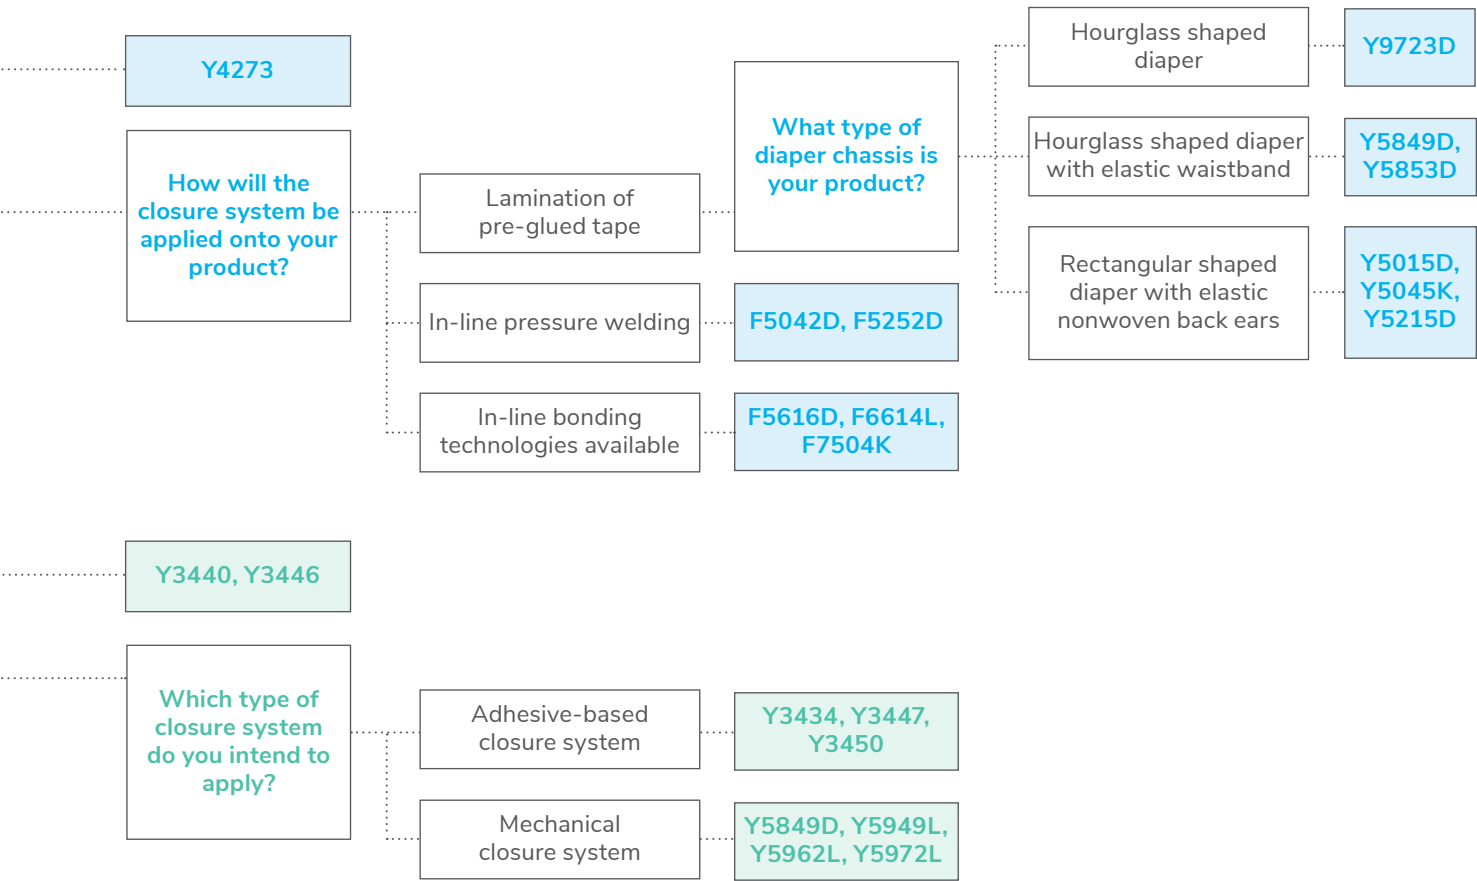 Y4273
How will the
closure system be
applied onto your
product?
Lamination of
pre-glued tape
In-line pressure welding
In-line bonding
technologies available
What type of
diaper chassis is
your product?
F5042D, F5252D
F5616D, F6614L,
F7504K
Hourglass shaped
diaper
Hourglass shaped diaper
with elastic waistband
Rectangular shaped
diaper with elastic
nonwoven back ears
Y9723D
Y5849D,
Y5853D
Y5015D,
Y5045K,
Y5215D
Y3440, Y3446
Which type of
closure system
do you intend to
apply?
Adhesive-based
closure system
Mechanical
closure system
Y3434, Y3447,
Y3450
Y5849D, Y5949L,
Y5962L, Y5972L